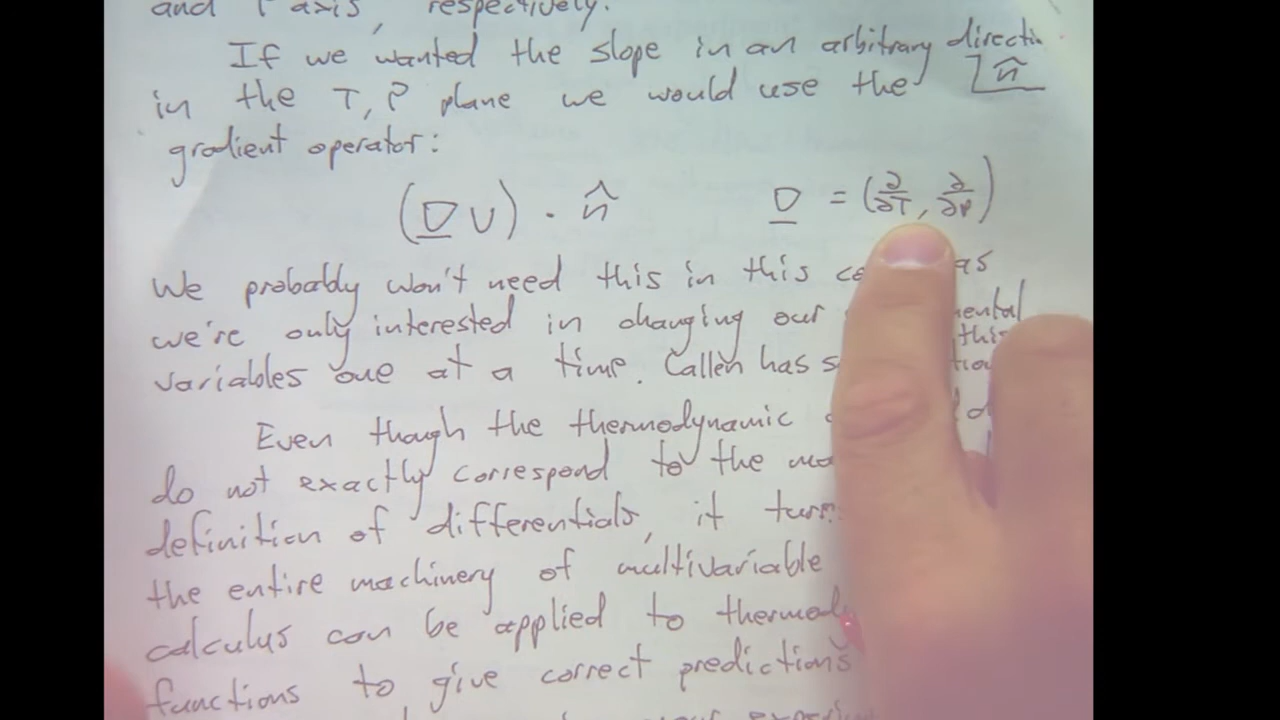 and T axis, respectively.
If we wanted the slope in an arbitrary directi
in the T, P plane we would use the n̂
gradient operator:
(∇U) · n̂ ∇ = (∂/∂T, ∂/∂P)
We probably won't need this in this as
we're only interested in changing our
variables one at a time. Callen has this
Even though the thermodynamic
do not exactly correspond to the
definition of differentials, it turns
the entire machinery of multivariable
calculus can be applied to
functions to give correct predictions